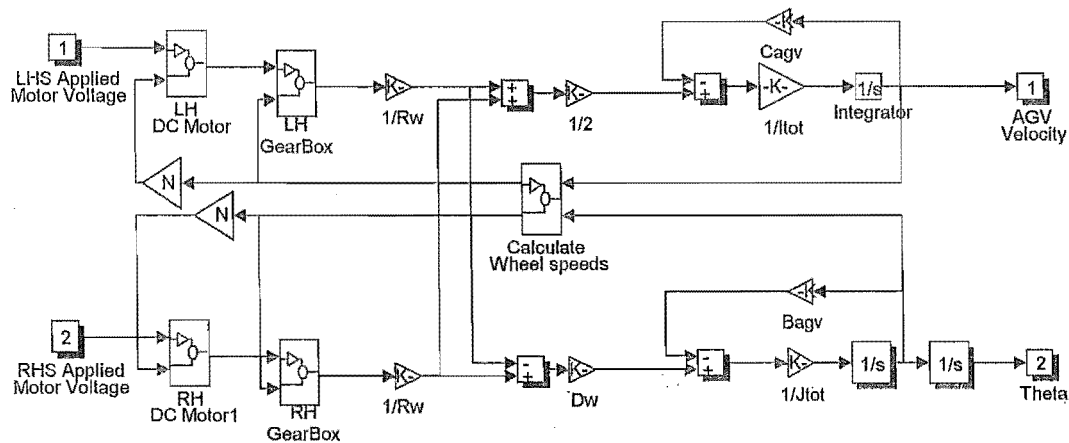 1
LHS Applied
Motor Voltage
LH
DC Motor
LH
GearBox
K-
1/Rw
+
+
K-
1/2
-K
Cagv
-
+
-K-
1/Itot
1/s
Integrator
1
AGV
Velocity
N
N
Calculate
Wheel speeds
-K
Bagv
2
RHS Applied
Motor Voltage
RH
DC Motor1
RH
GearBox
K-
1/Rw
-
+
K-
Dw
-
+
K-
1/Jtot
1/s
1/s
2
Theta